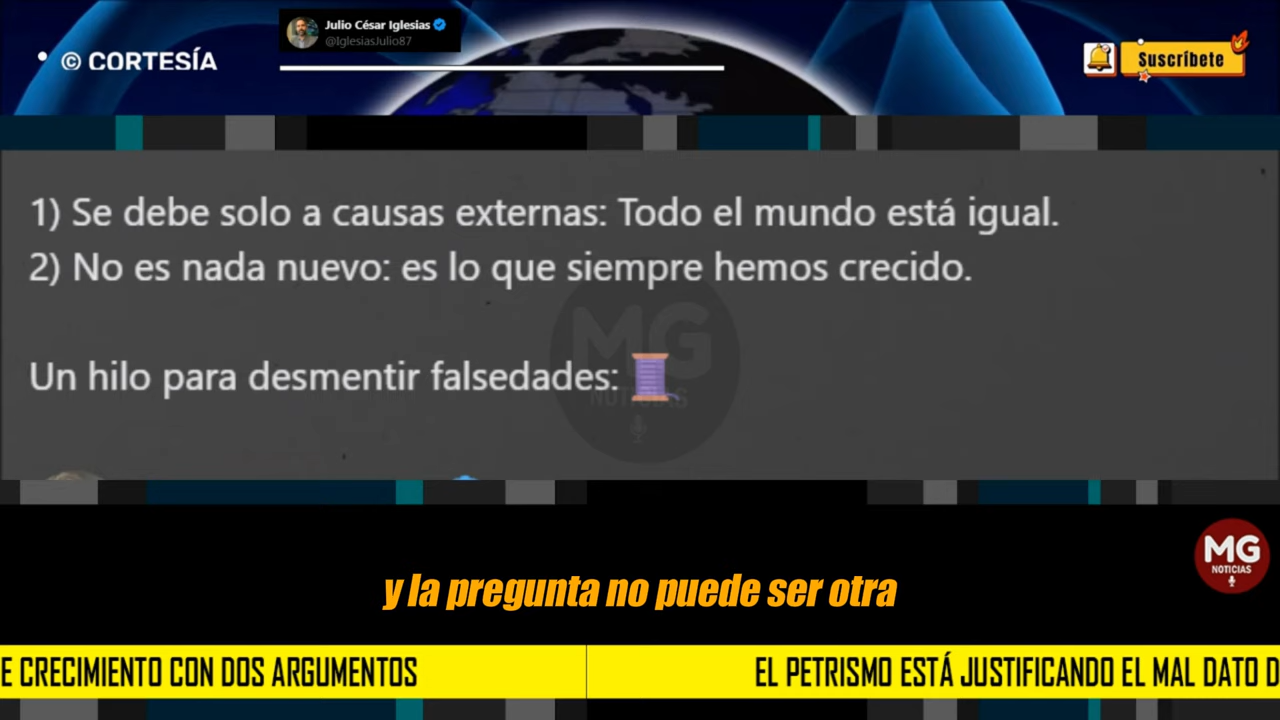 Julio César Iglesias
@IglesiasJulio87
© CORTESÍA
Suscríbete
1) Se debe solo a causas externas: Todo el mundo está igual.
2) No es nada nuevo: es lo que siempre hemos crecido.
Un hilo para desmentir falsedades:
MG
NOTICIAS
MG
NOTICIAS
y la pregunta no puede ser otra
E CRECIMIENTO CON DOS ARGUMENTOS
EL PETRISMO ESTÁ JUSTIFICANDO EL MAL DATO D